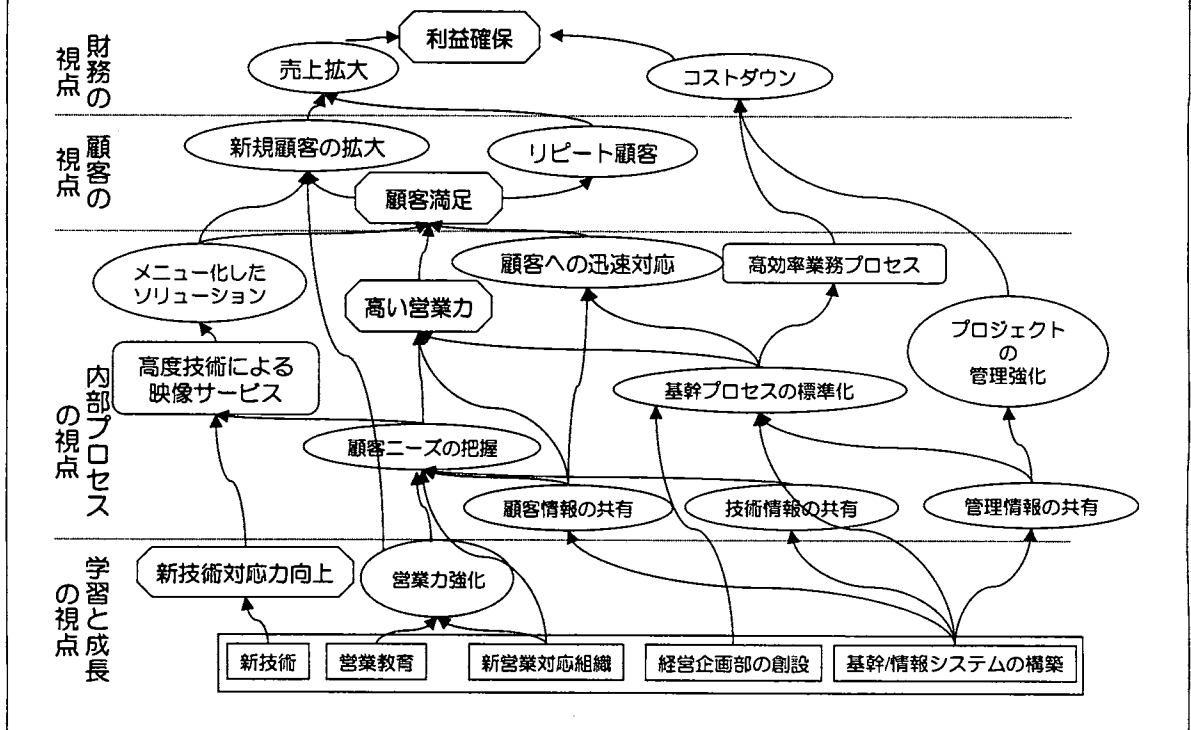 財務の
視点
利益確保
売上拡大
コストダウン
顧客の
視点
新規顧客の拡大
リピート顧客
顧客満足
内部プロセス
の視点
メニュー化した
ソリューション
顧客への迅速対応
高効率業務プロセス
高い営業力
プロジェクト
の
管理強化
高度技術による
映像サービス
基幹プロセスの標準化
顧客ニーズの把握
顧客情報の共有
技術情報の共有
管理情報の共有
学習と成長
の視点
新技術対応力向上
営業力強化
新技術
営業教育
新営業対応組織
経営企画部の創設
基幹/情報システムの構築